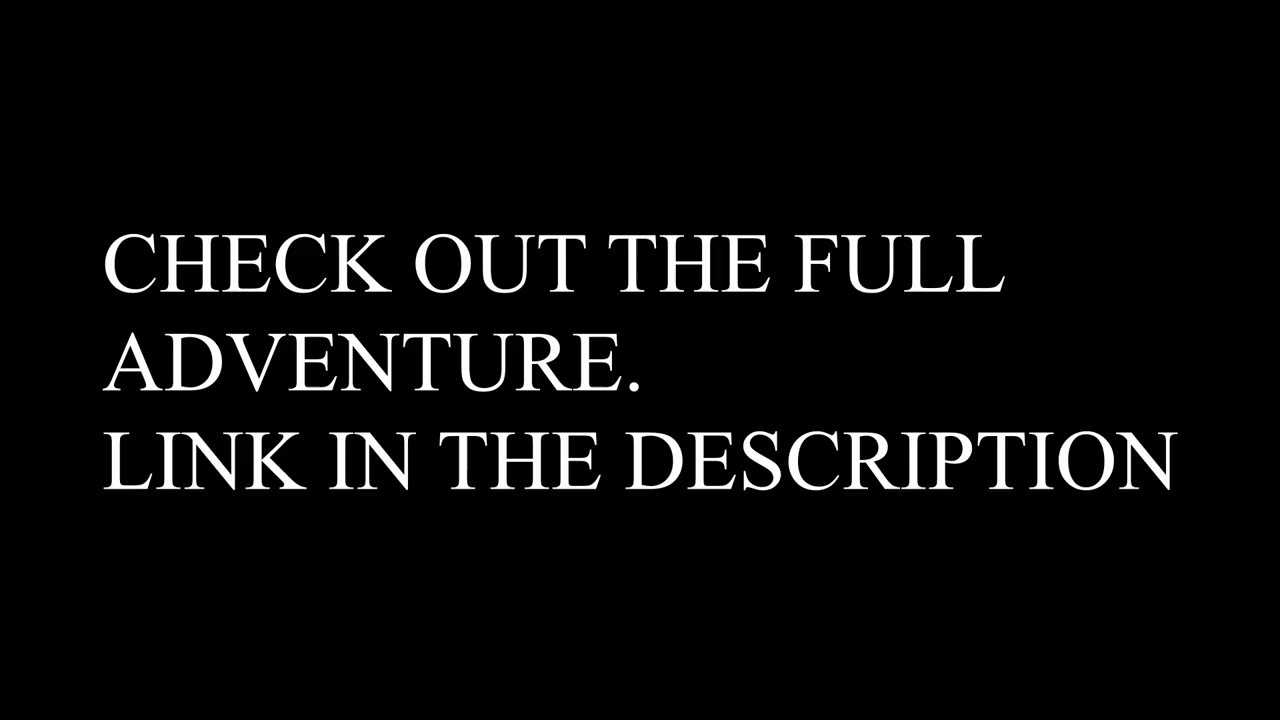 CHECK OUT THE FULL
ADVENTURE.
LINK IN THE DESCRIPTION